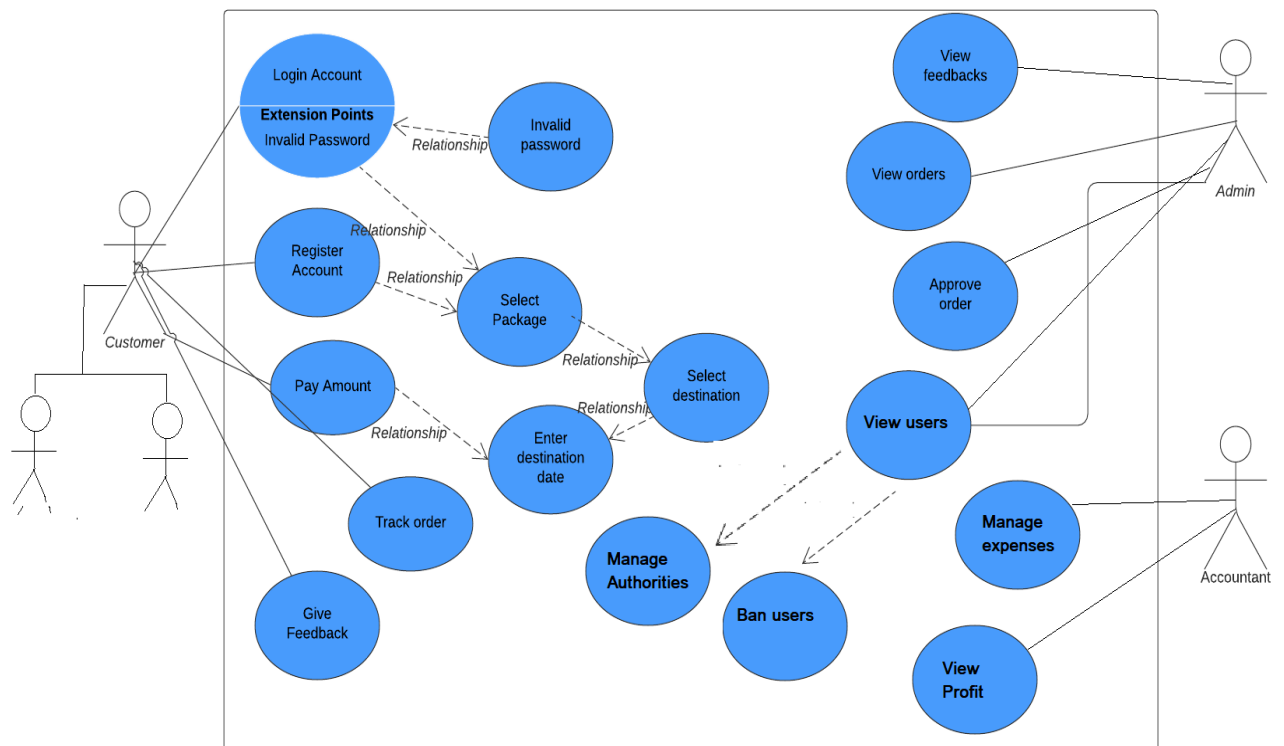 Login Account
Extension Points
Invalid Password
Relationship
Invalid
password
View
feedbacks
View orders
Admin
Relationship
Register
Account
Relationship
Select
Package
Approve
order
Customer
Relationship
Pay Amount
Select
destination
Relationship
Relationship
Enter
destination
date
View users
Track order
Manage
expenses
Manage
Authorities
Accountant
Give
Feedback
Ban users
View
Profit